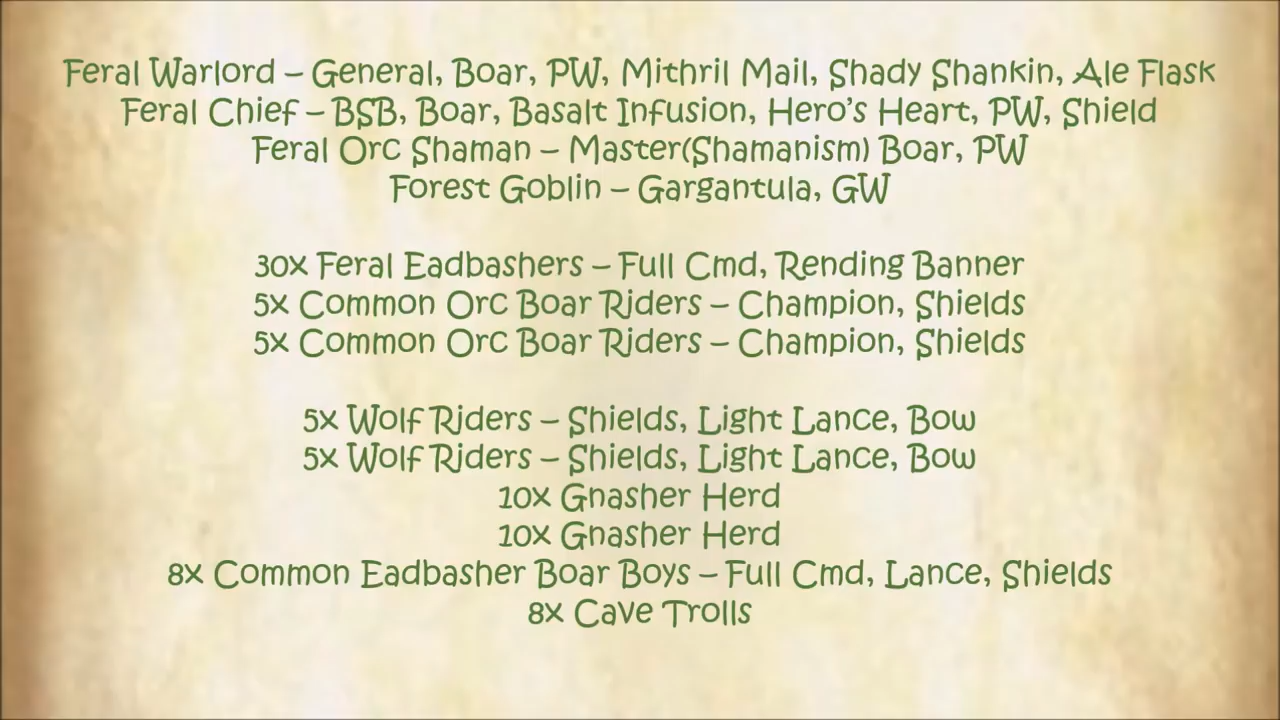 Feral Warlord – General, Boar, PW, Mithril Mail, Shady Shankin, Ale Flask
Feral Chief – BSB, Boar, Basalt Infusion, Hero's Heart, PW, Shield
Feral Orc Shaman – Master(Shamanism) Boar, PW
Forest Goblin – Gargantula, GW
30x Feral Eadbashers – Full Cmd, Rending Banner
5x Common Orc Boar Riders – Champion, Shields
5x Common Orc Boar Riders – Champion, Shields
5x Wolf Riders – Shields, Light Lance, Bow
5x Wolf Riders – Shields, Light Lance, Bow
10x Gnasher Herd
10x Gnasher Herd
8x Common Eadbasher Boar Boys – Full Cmd, Lance, Shields
8x Cave Trolls